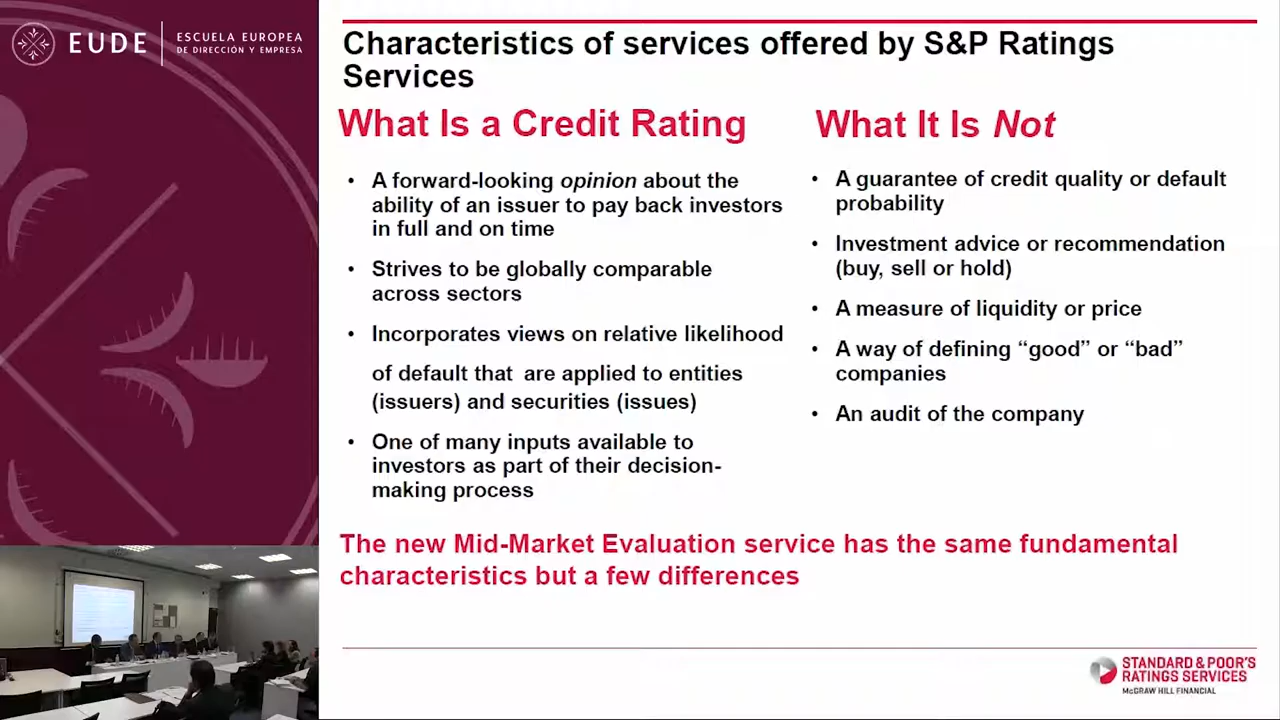 EUDE
ESCUELA EUROPEA
DE DIRECCIÓN Y EMPRESA
Characteristics of services offered by S&P Ratings
Services
What Is a Credit Rating
• A forward-looking opinion about the
ability of an issuer to pay back investors
in full and on time
• Strives to be globally comparable
across sectors
• Incorporates views on relative likelihood
of default that are applied to entities
(issuers) and securities (issues)
• One of many inputs available to
investors as part of their decision-
making process
What It Is Not
• A guarantee of credit quality or default
probability
• Investment advice or recommendation
(buy, sell or hold)
• A measure of liquidity or price
• A way of defining “good” or “bad”
companies
• An audit of the company
The new Mid-Market Evaluation service has the same fundamental
characteristics but a few differences
STANDARD & POOR'S
RATINGS SERVICES
McGRAW HILL FINANCIAL